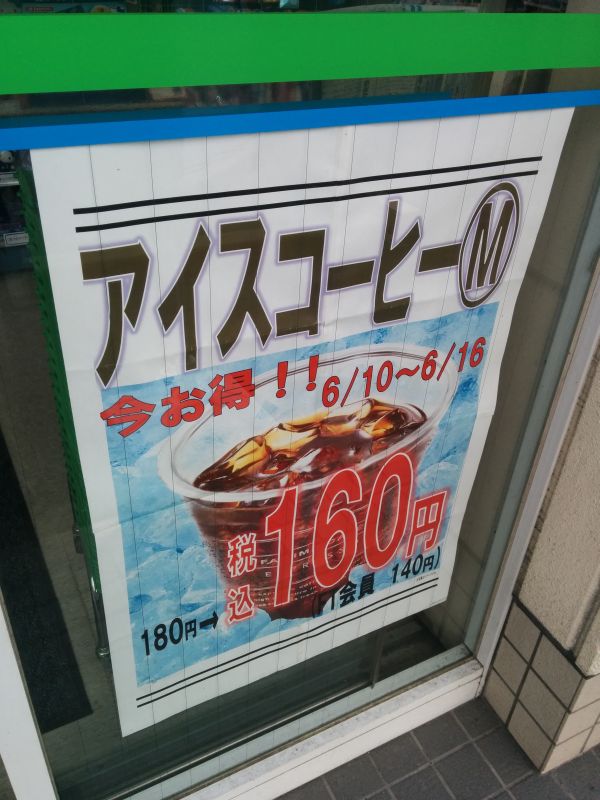 アイスコーヒーⓂ
今お得!! 6/10～6/16
180円→ 税込160円
会員 140円)